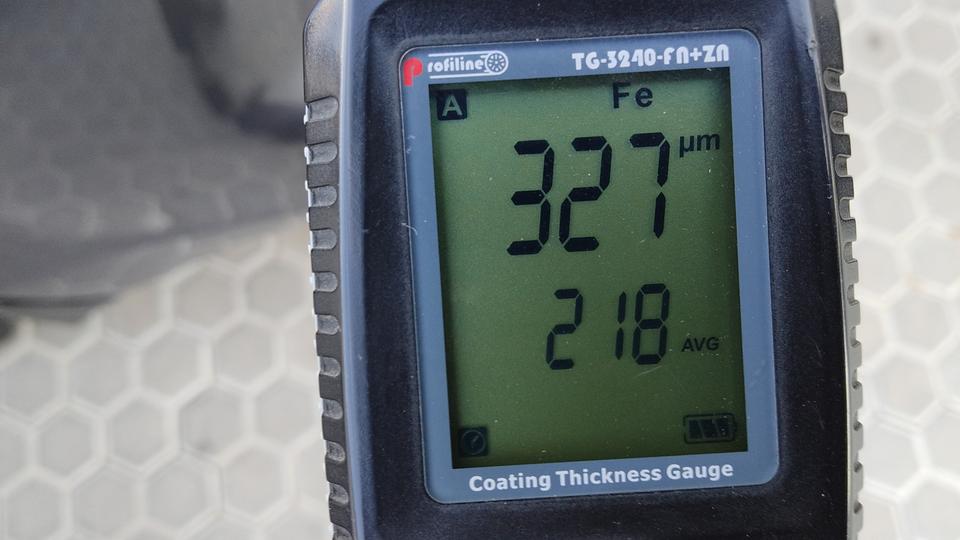 Profiline TG-3240-FN+ZN
A Fe
327 µm
218 AVG
Coating Thickness Gauge